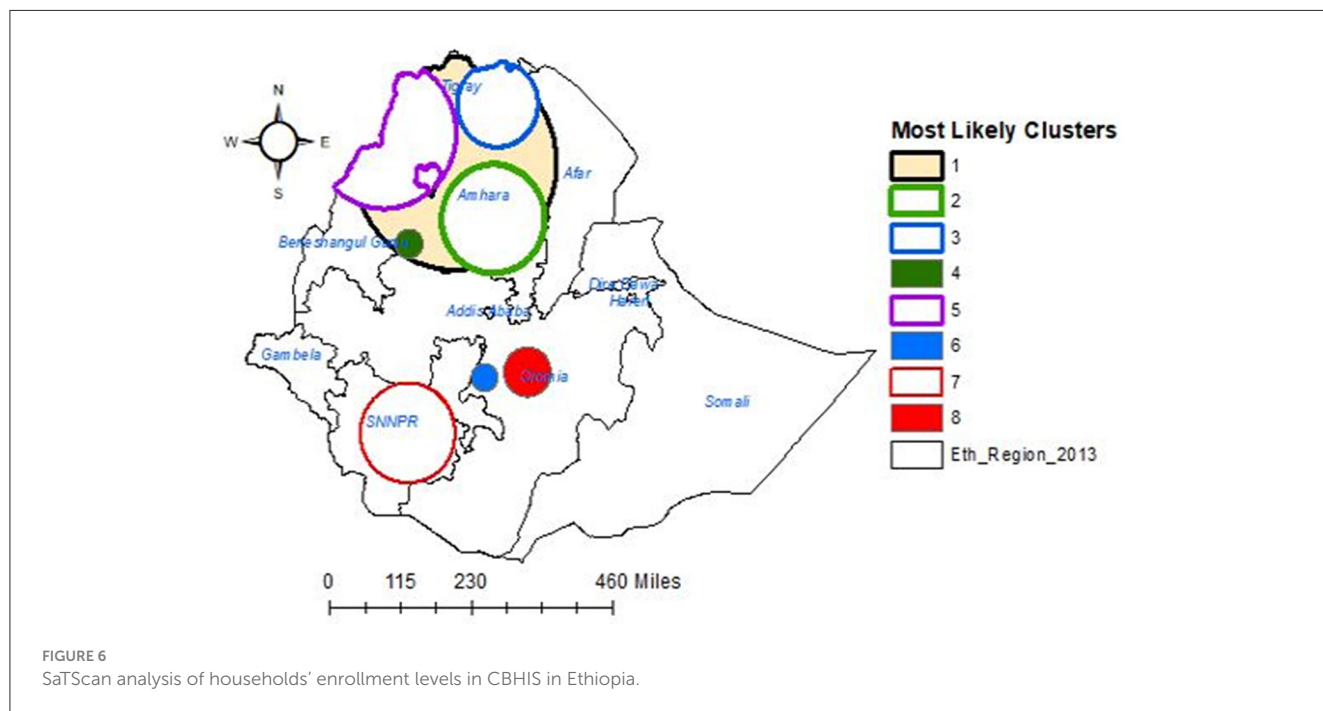 N
W
E
S
Tigray
Afar
Amhara
Beneshangul Gumu
Dire Dawa
Harari
Addis Ababa
Gambela
Oromia
SNNPR
Somali
Most Likely Clusters
1
2
3
4
5
6
7
8
Eth_Region_2013
0 115 230 460 Miles
FIGURE 6
SaTScan analysis of households' enrollment levels in CBHIS in Ethiopia.